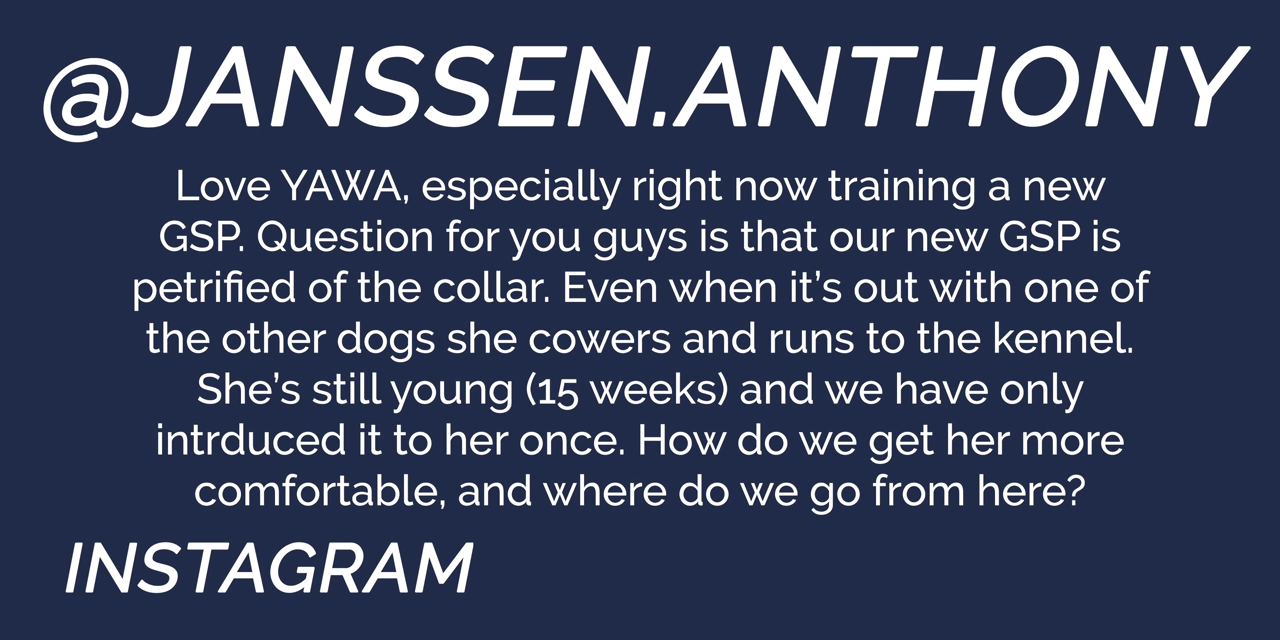 @JANSSEN.ANTHONY
Love YAWA, especially right now training a new
GSP. Question for you guys is that our new GSP is
petrified of the collar. Even when it’s out with one of
the other dogs she cowers and runs to the kennel.
She’s still young (15 weeks) and we have only
intrduced it to her once. How do we get her more
comfortable, and where do we go from here?
INSTAGRAM